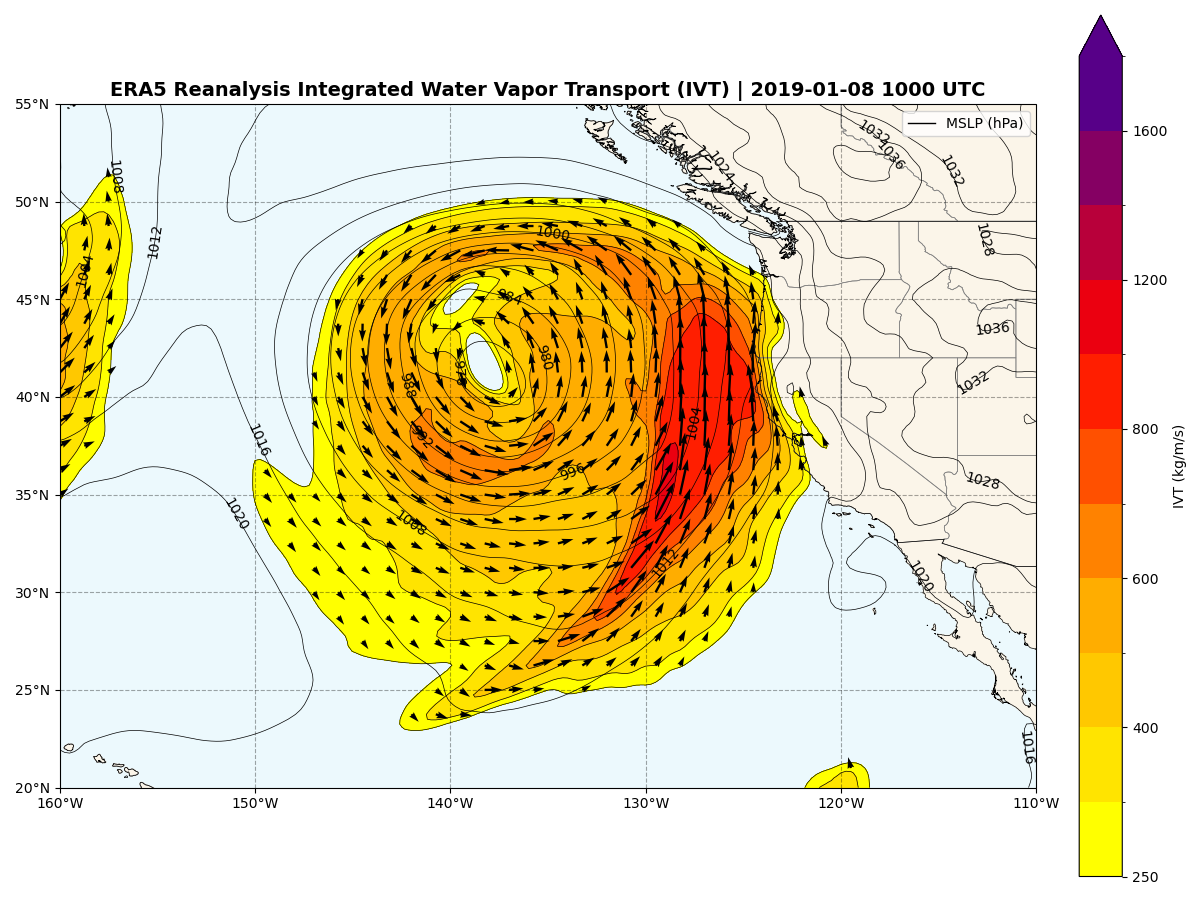 ERA5 Reanalysis Integrated Water Vapor Transport (IVT) | 2019-01-08 1000 UTC
MSLP (hPa)
55°N
50°N
45°N
40°N
35°N
30°N
25°N
20°N
160°W
150°W
140°W
130°W
120°W
110°W
1008
1012
1004
1016
1020
1000
984
980
976
988
992
996
1008
1004
1012
1024
1032
1036
1032
1028
1036
1032
1028
1020
1016
1600
1200
800
600
400
250
IVT (kg/m/s)